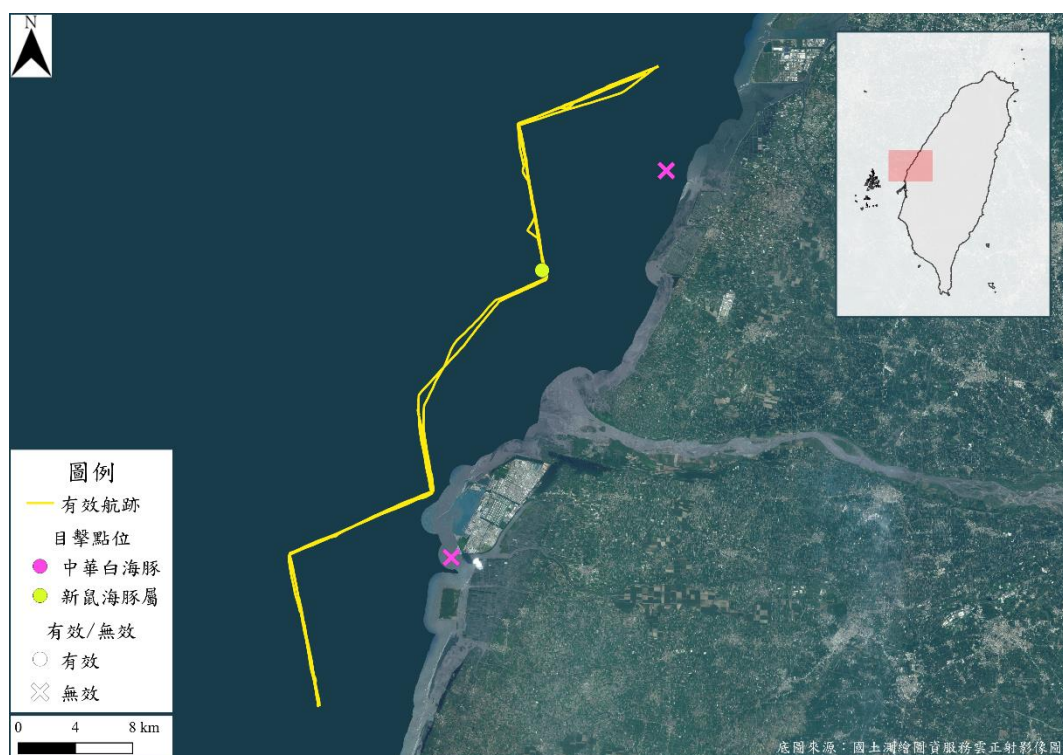 N
圖例
有效航跡
目擊點位
中華白海豚
新鼠海豚屬
有效/無效
有效
無效
0 4 8 km
底圖來源：國土測繪圖資服務雲正射影像圖